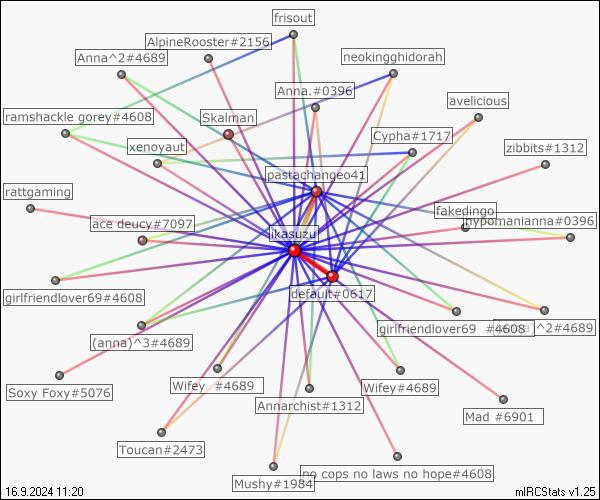 frisout
AlpineRooster#2156
Anna^2#4689
neokingghidorah
Anna.#0396
avelicious
ramshackle gorey#4608
Skalman
Cypha#1717
xenoyaut
zibbits#1312
pastachangeo41
rattgaming
fakedingo
ace deucy#7097
hypomanianna#0396
jikasuzu
girlfriendlover69#4608
default#0617
girlfriendlover69 #4608
^2#4689
(anna)^3#4689
Wifey #4689
Wifey#4689
Soxy Foxy#5076
Annarchist#1312
Mad #6901
Toucan#2473
no cops no laws no hope#4608
Mushy#1984
16.9.2024 11:20
mIRCStats v1.25